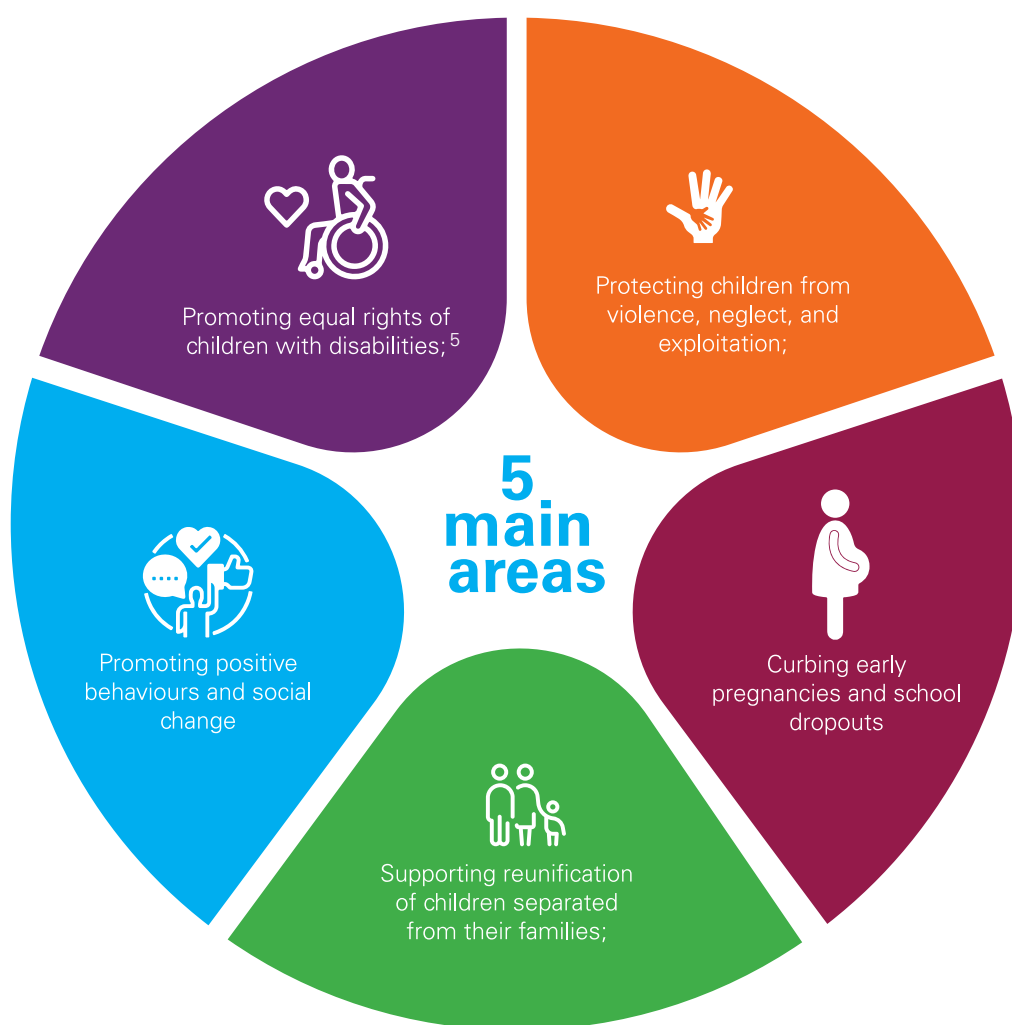 Promoting equal rights of
children with disabilities; 5
Protecting children from
violence, neglect, and
exploitation;
5
main
areas
Promoting positive
behaviours and social
change
Curbing early
pregnancies and school
dropouts
Supporting reunification
of children separated
from their families;